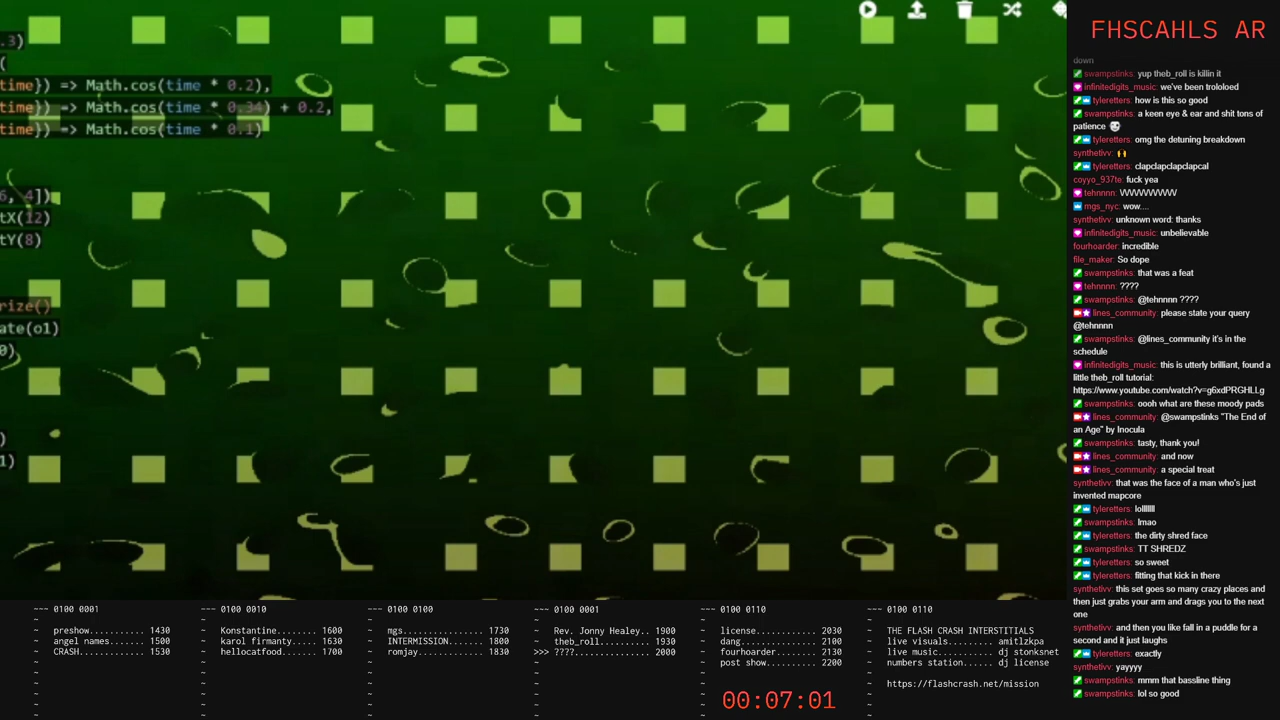 .3)
(
time}) => Math.cos(time * 0.2),
time}) => Math.cos(time * 0.34) + 0.2,
time}) => Math.cos(time * 0.1)
6, 4])
tX(12)
tY(8)
rize()
ate(o1)
0)
)
1)
FHSCAHLS AR
down
swampstinks: yup theb_roll is killin it
infinitedigits_music: we've been trololoed
tyleretters: how is this so good
swampstinks: a keen eye & ear and shit tons of
patience
tyleretters: omg the detuning breakdown
synthetivv: 🙌
tyleretters: clapclapclapclapcal
coyyo_937te: fuck yea
tehnnnn: VVVVVVVVVVV
mgs_nyc: wow....
synthetivv: unknown word: thanks
infinitedigits_music: unbelievable
fourhoarder: incredible
file_maker: So dope
swampstinks: that was a feat
tehnnnn: ????
swampstinks: @tehnnnn ????
lines_community: please state your query
@tehnnnn
swampstinks: @lines_community it's in the
schedule
infinitedigits_music: this is utterly brilliant, found a
little theb_roll tutorial:
https://www.youtube.com/watch?v=g6xdPRGHLLg
swampstinks: oooh what are these moody pads
lines_community: @swampstinks "The End of
an Age" by Inocula
swampstinks: tasty, thank you!
lines_community: and now
lines_community: a special treat
synthetivv: that was the face of a man who's just
invented mapcore
tyleretters: lolllllll
swampstinks: lmao
tyleretters: the dirty shred face
swampstinks: TT SHREDZ
tyleretters: so sweet
tyleretters: fitting that kick in there
synthetivv: this set goes so many crazy places and
then just grabs your arm and drags you to the next
one
synthetivv: and then you like fall in a puddle for a
second and it just laughs
tyleretters: exactly
synthetivv: yayyyy
swampstinks: mmm that bassline thing
swampstinks: lol so good
~~~ 0100 0001
~ preshow.......... 1430
~ angel names...... 1500
~ CRASH............ 1530
~~~ 0100 0010
~ Konstantine...... 1600
~ karol firmanty... 1630
~ hellocatfood..... 1700
~~~ 0100 0100
~ mgs.............. 1730
~ INTERMISSION..... 1800
~ romjay........... 1830
~~~ 0100 0001
~ Rev. Jonny Healey.. 1900
~ theb_roll.......... 1930
>>> ????............. 2000
~~~ 0100 0110
~ license.......... 2030
~ dang............. 2100
~ fourhoarder...... 2130
~ post show........ 2200
00:07:01
~~~ 0100 0110
~ THE FLASH CRASH INTERSTITIALS
~ live visuals..... amitlzkpa
~ live music.... dj stonksnet
~ numbers station...... dj license
~ https://flashcrash.net/mission